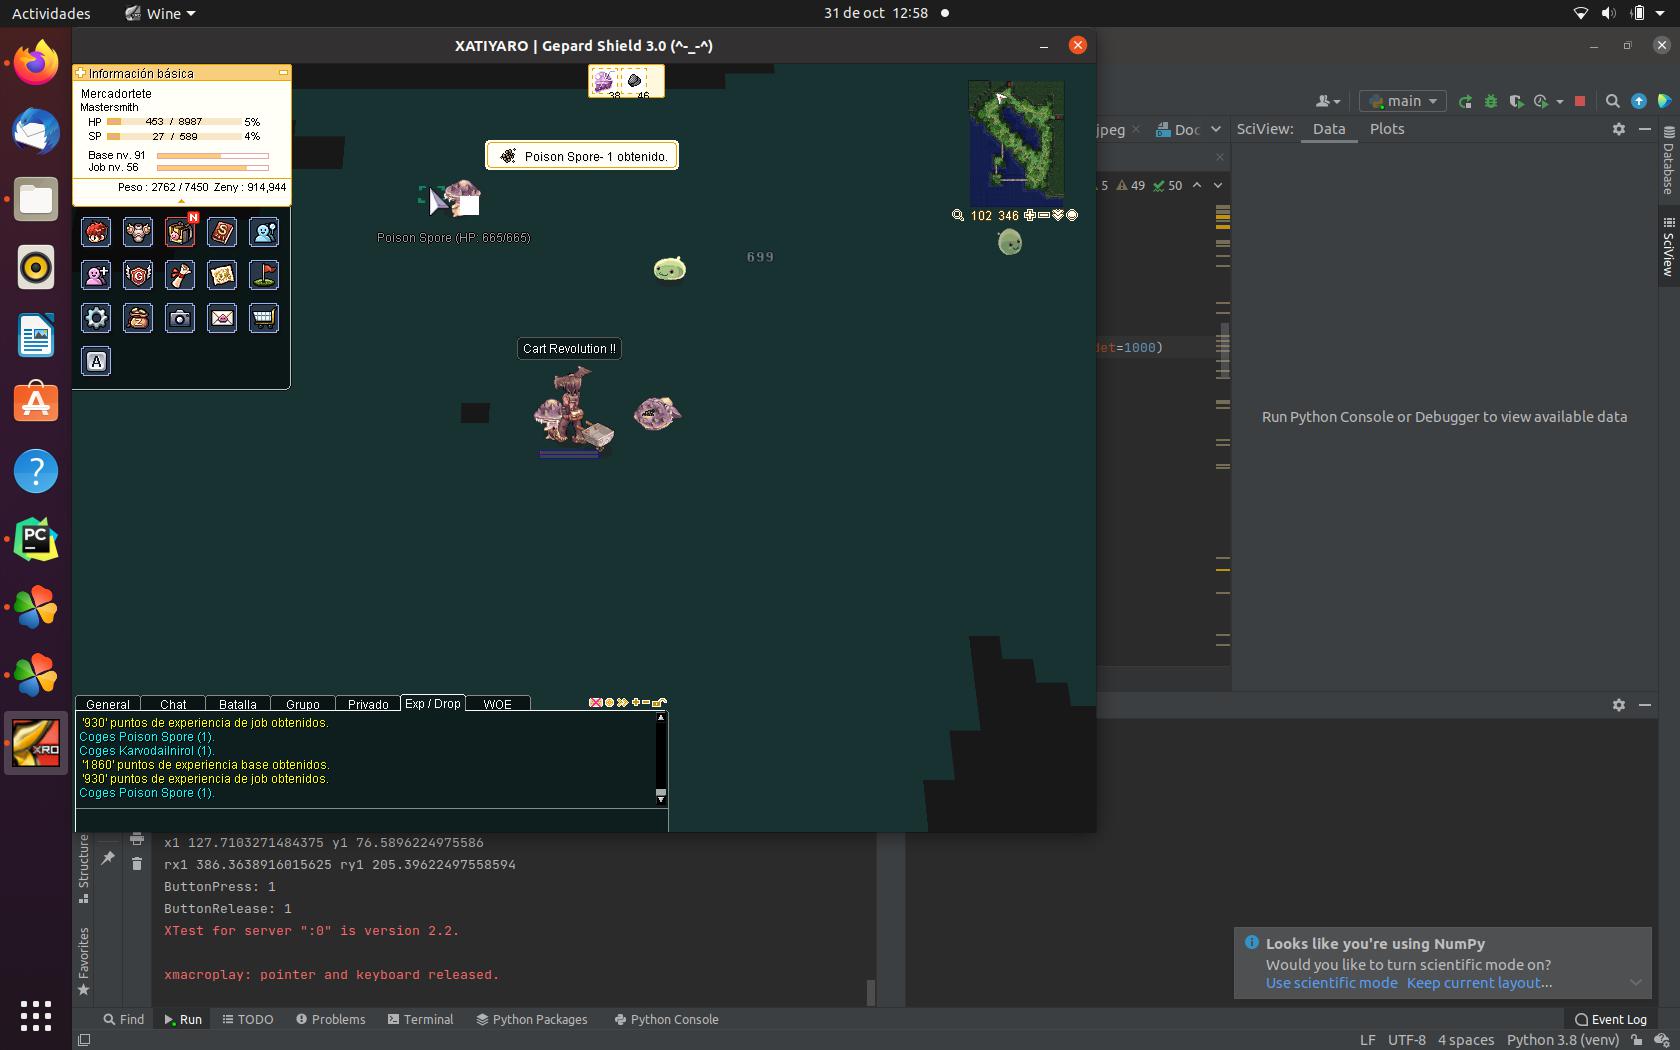 Actividades
Wine
31 de oct 12:58
XATIYARO | Gepard Shield 3.0 (^-_-^)
Información básica
Mercadortete
Mastersmith
HP 453 / 8987 5%
SP 27 / 589 4%
Base nv. 91
Job nv. 56
Peso : 2762 / 7450 Zeny : 914,944
N
S
G
Z
A
38 46
Poison Spore- 1 obtenido.
Poison Spore (HP: 665/665)
699
102 346
Cart Revolution !!
General Chat Batalla Grupo Privado Exp / Drop WOE
'930' puntos de experiencia de job obtenidos.
Coges Poison Spore (1).
Coges Karvodailnirol (1).
'1860' puntos de experiencia base obtenidos.
'930' puntos de experiencia de job obtenidos.
Coges Poison Spore (1).
main
jpeg
Doc
SciView: Data Plots
5 49 50
det=1000)
Run Python Console or Debugger to view available data
Database
SciView
PC
XRO
Structure
Favorites
x1 127.7103271484375 y1 76.5896224975586
rx1 386.3638916015625 ry1 205.39622497558594
ButtonPress: 1
ButtonRelease: 1
XTest for server ":0" is version 2.2.
xmacroplay: pointer and keyboard released.
Looks like you're using NumPy
Would you like to turn scientific mode on?
Use scientific mode Keep current layout...
Find Run TODO Problems Terminal Python Packages Python Console
Event Log
LF UTF-8 4 spaces Python 3.8 (venv)